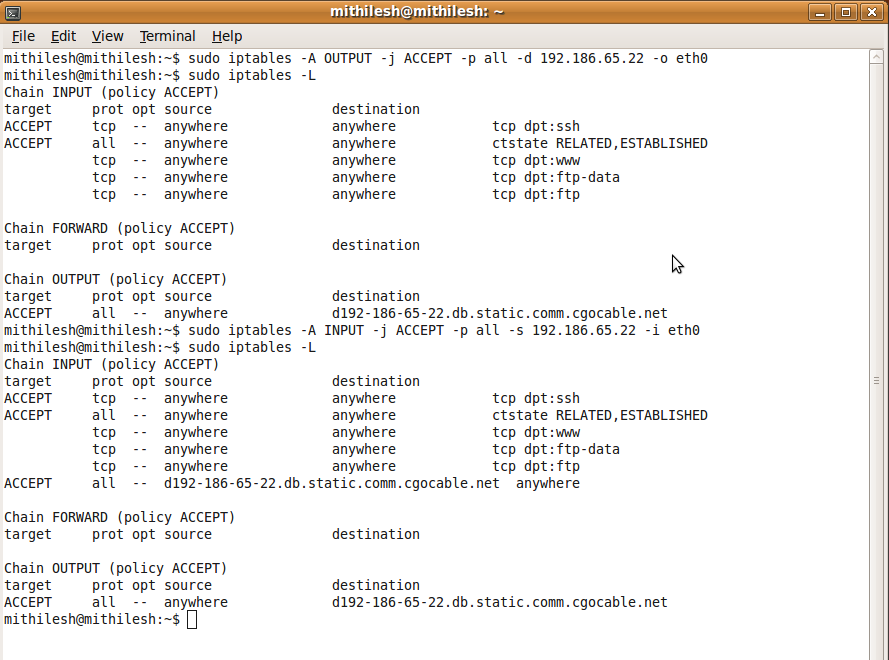 mithilesh@mithilesh: ~
File Edit View Terminal Help
mithilesh@mithilesh:~$ sudo iptables -A OUTPUT -j ACCEPT -p all -d 192.186.65.22 -o eth0
mithilesh@mithilesh:~$ sudo iptables -L
Chain INPUT (policy ACCEPT)
target     prot opt source               destination
ACCEPT     tcp  --  anywhere             anywhere            tcp dpt:ssh
ACCEPT     all  --  anywhere             anywhere            ctstate RELATED,ESTABLISHED
           tcp  --  anywhere             anywhere            tcp dpt:www
           tcp  --  anywhere             anywhere            tcp dpt:ftp-data
           tcp  --  anywhere             anywhere            tcp dpt:ftp

Chain FORWARD (policy ACCEPT)
target     prot opt source               destination

Chain OUTPUT (policy ACCEPT)
target     prot opt source               destination
ACCEPT     all  --  anywhere             d192-186-65-22.db.static.comm.cgocable.net
mithilesh@mithilesh:~$ sudo iptables -A INPUT -j ACCEPT -p all -s 192.186.65.22 -i eth0
mithilesh@mithilesh:~$ sudo iptables -L
Chain INPUT (policy ACCEPT)
target     prot opt source               destination
ACCEPT     tcp  --  anywhere             anywhere            tcp dpt:ssh
ACCEPT     all  --  anywhere             anywhere            ctstate RELATED,ESTABLISHED
           tcp  --  anywhere             anywhere            tcp dpt:www
           tcp  --  anywhere             anywhere            tcp dpt:ftp-data
           tcp  --  anywhere             anywhere            tcp dpt:ftp
ACCEPT     all  --  d192-186-65-22.db.static.comm.cgocable.net  anywhere

Chain FORWARD (policy ACCEPT)
target     prot opt source               destination

Chain OUTPUT (policy ACCEPT)
target     prot opt source               destination
ACCEPT     all  --  anywhere             d192-186-65-22.db.static.comm.cgocable.net
mithilesh@mithilesh:~$